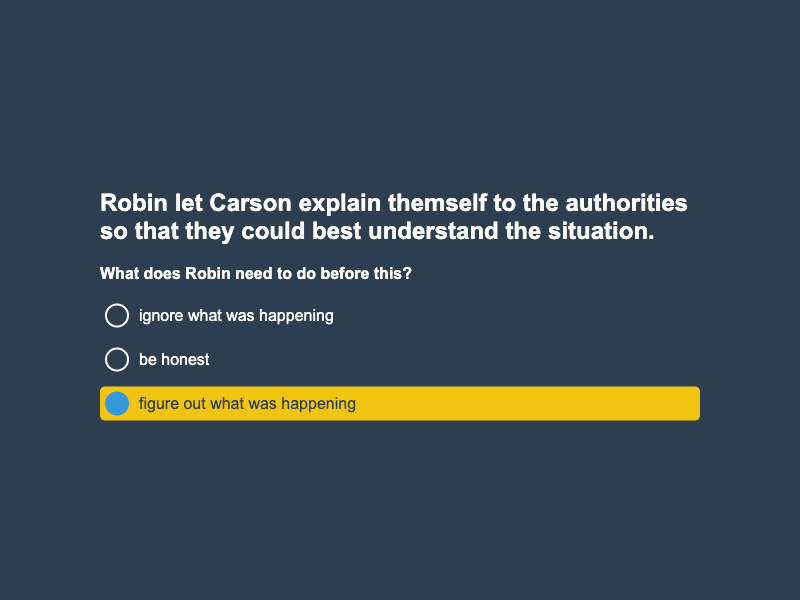 Robin let Carson explain themself to the authorities
so that they could best understand the situation.
What does Robin need to do before this?
ignore what was happening
be honest
figure out what was happening